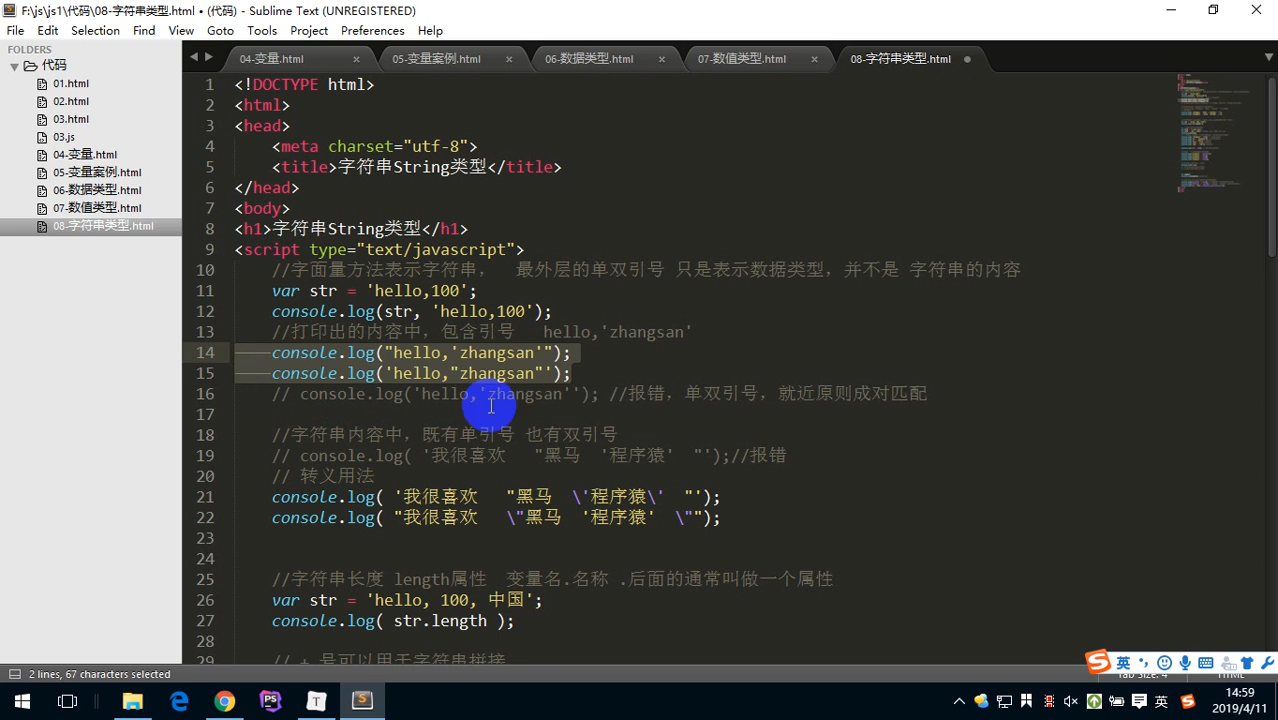 F:\js\js1\代码\08-字符串类型.html • (代码) - Sublime Text (UNREGISTERED)
File Edit Selection Find View Goto Tools Project Preferences Help
FOLDERS
代码
01.html
02.html
03.html
03.js
04-变量.html
05-变量案例.html
06-数据类型.html
07-数值类型.html
08-字符串类型.html
04-变量.html 05-变量案例.html 06-数据类型.html 07-数值类型.html 08-字符串类型.html
1 <!DOCTYPE html>
2 <html>
3 <head>
4 <meta charset="utf-8">
5 <title>字符串String类型</title>
6 </head>
7 <body>
8 <h1>字符串String类型</h1>
9 <script type="text/javascript">
10 //字面量方法表示字符串， 最外层的单双引号 只是表示数据类型，并不是 字符串的内容
11 var str = 'hello,100';
12 console.log(str, 'hello,100');
13 //打印出的内容中，包含引号 hello,'zhangsan'
14 console.log("hello,'zhangsan'");
15 console.log('hello,"zhangsan"');
16 // console.log('hello,'zhangsan''); //报错，单双引号，就近原则成对匹配
17
18 //字符串内容中，既有单引号 也有双引号
19 // console.log( '我很喜欢 "黑马 '程序猿' "');//报错
20 // 转义用法
21 console.log( '我很喜欢 "黑马 \'程序猿\' "');
22 console.log( "我很喜欢 \"黑马 '程序猿' \"");
23
24
25 //字符串长度 length属性 变量名.名称 .后面的通常叫做一个属性
26 var str = 'hello, 100, 中国';
27 console.log( str.length );
28
29 // + 号可以用于字符串拼接
2 lines, 67 characters selected
Tab Size: 4 HTML
英
英
14:59
2019/4/11